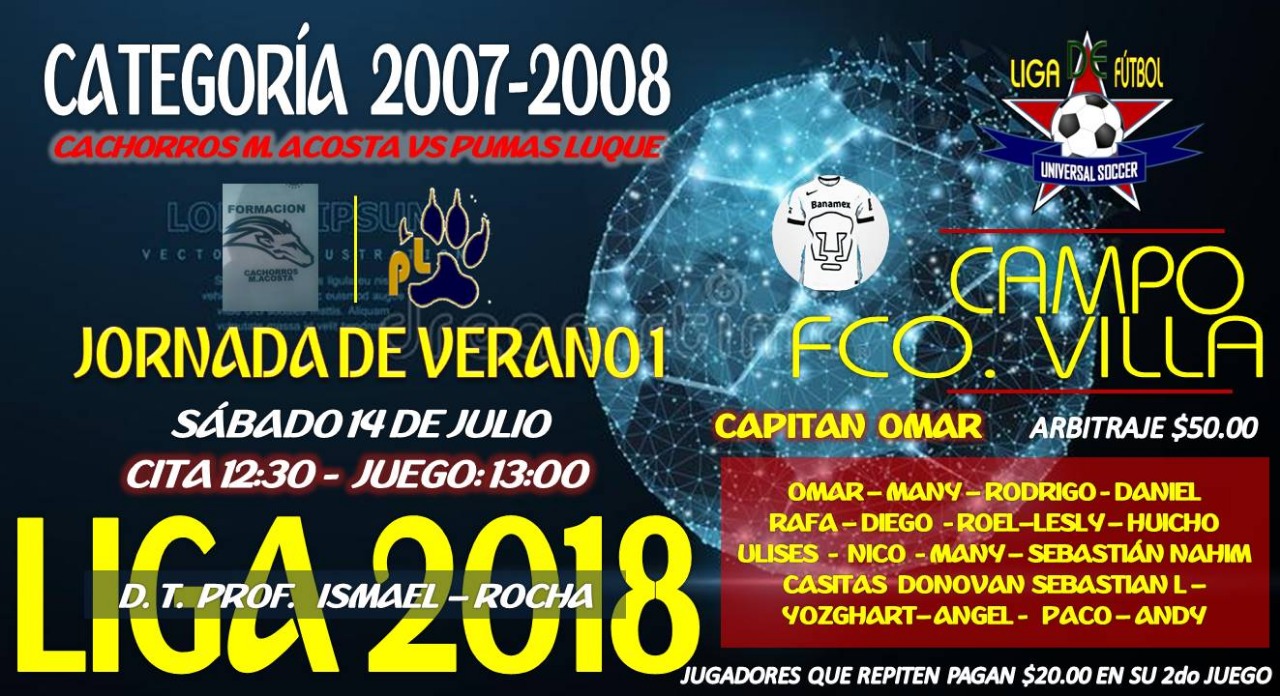 CATEGORÍA 2007-2008
CACHORROS M. ACOSTA VS PUMAS LUQUE
LIGA DE FÚTBOL
UNIVERSAL SOCCER
FORMACION
CACHORROS
M.ACOSTA
PL
Banamex
CAMPO
FCO. VILLA
JORNADA DE VERANO 1
SÁBADO 14 DE JULIO
CITA 12:30 - JUEGO: 13:00
CAPITAN OMAR
ARBITRAJE $50.00
OMAR – MANY – RODRIGO - DANIEL
RAFA – DIEGO - ROEL–LESLY – HUICHO
ULISES - NICO - MANY – SEBASTIÁN NAHIM
CASITAS DONOVAN SEBASTIAN L –
YOZGHART – ANGEL - PACO – ANDY
LIGA 2018
D. T. PROF. ISMAEL – ROCHA
JUGADORES QUE REPITEN PAGAN $20.00 EN SU 2do JUEGO